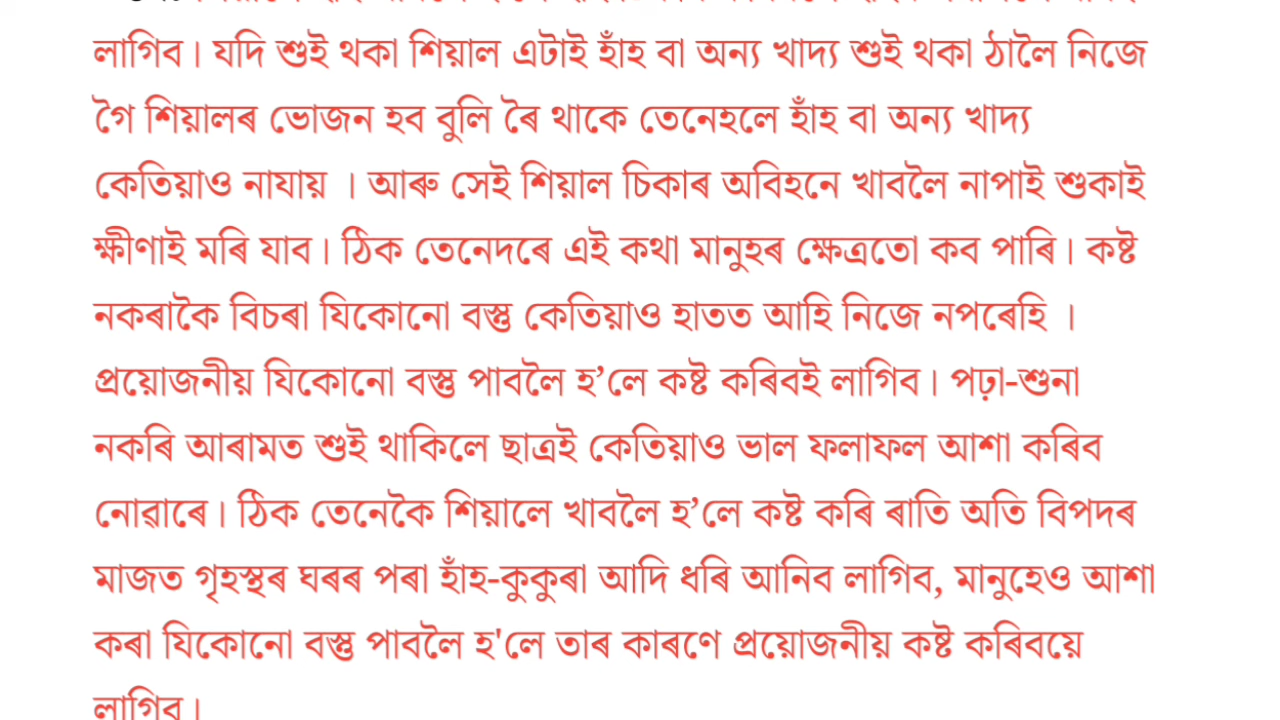 লাগিব। যদি শুই থকা শিয়াল এটাই হাঁহ বা অন্য খাদ্য শুই থকা ঠালৈ নিজে
গৈ শিয়ালৰ ভোজন হব বুলি ৰৈ থাকে তেনেহলে হাঁহ বা অন্য খাদ্য
কেতিয়াও নাযায় । আৰু সেই শিয়াল চিকাৰ অবিহনে খাবলৈ নাপাই শুকাই
ক্ষীণাই মৰি যাব। ঠিক তেনেদৰে এই কথা মানুহৰ ক্ষেত্ৰতো কব পাৰি। কষ্ট
নকৰাকৈ বিচৰা যিকোনো বস্তু কেতিয়াও হাতত আহি নিজে নপৰেহি ।
প্ৰয়োজনীয় যিকোনো বস্তু পাবলৈ হ’লে কষ্ট কৰিবই লাগিব। পঢ়া-শুনা
নকৰি আৰামত শুই থাকিলে ছাত্ৰই কেতিয়াও ভাল ফলাফল আশা কৰিব
নোৱাৰে। ঠিক তেনেকৈ শিয়ালে খাবলৈ হ’লে কষ্ট কৰি ৰাতি অতি বিপদৰ
মাজত গৃহস্থৰ ঘৰৰ পৰা হাঁহ-কুকুৰা আদি ধৰি আনিব লাগিব, মানুহেও আশা
কৰা যিকোনো বস্তু পাবলৈ হ'লে তাৰ কাৰণে প্ৰয়োজনীয় কষ্ট কৰিবয়ে
লাগিব।